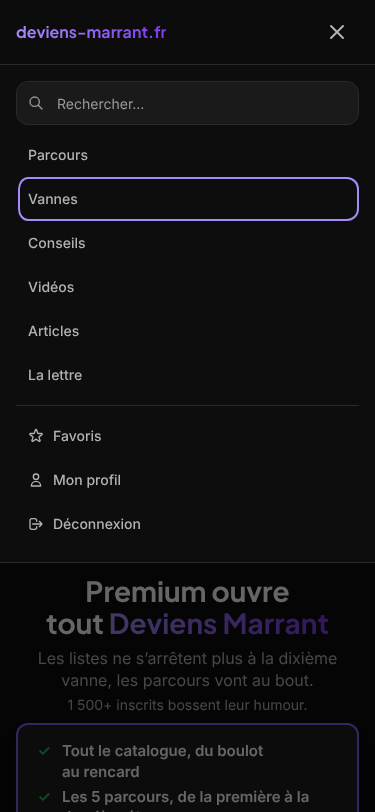 deviens-marrant.fr
Rechercher...
Parcours
Vannes
Conseils
Vidéos
Articles
La lettre
Favoris
Mon profil
Déconnexion
Premium ouvre
tout Deviens Marrant
Les listes ne s'arrêtent plus à la dixième
vanne, les parcours vont au bout.
1 500+ inscrits bossent leur humour.
Tout le catalogue, du boulot
au rencard
Les 5 parcours, de la première à la